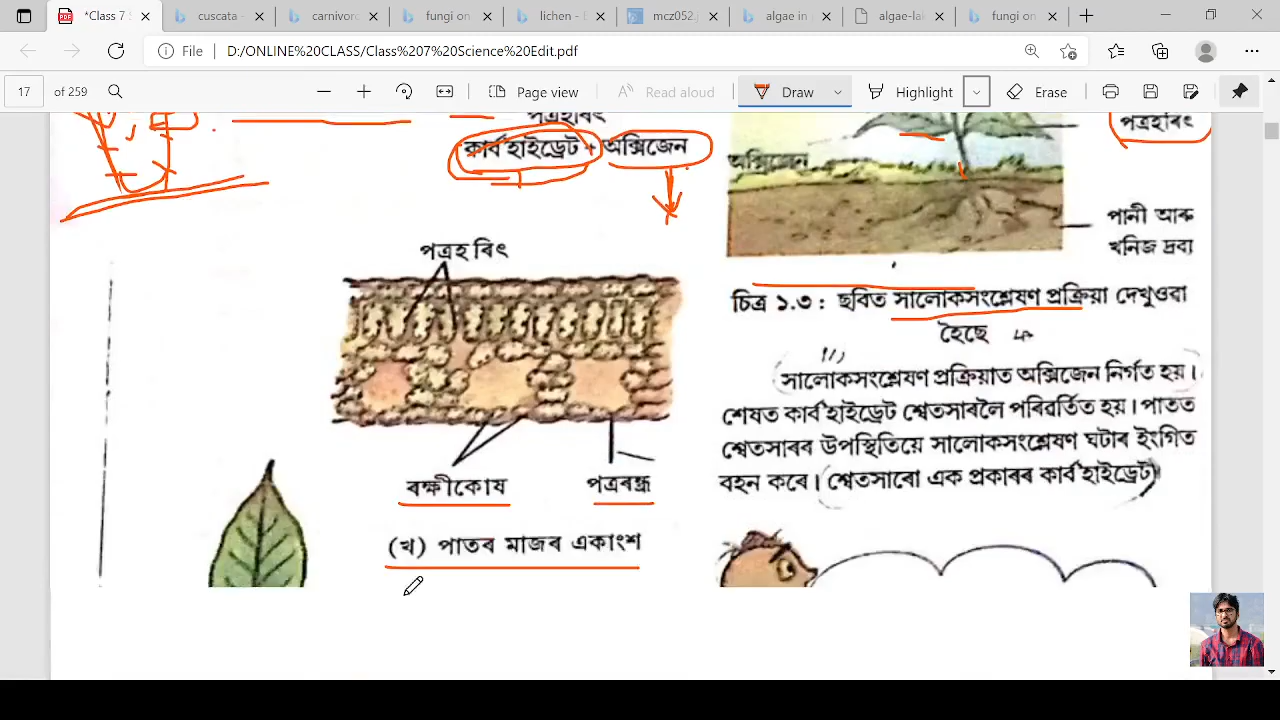 *Class 7 S
cuscata -
carnivoro
fungi on
lichen - B
mcz052.p
algae in p
algae-lak
fungi on
File
D:/ONLINE%20CLASS/Class%207%20Science%20Edit.pdf
17 of 259
Page view
Read aloud
Draw
Highlight
Erase
পত্ৰহৰিৎ
কাৰ্বহাইড্ৰেট + অক্সিজেন
অক্সিজেন
পত্ৰহৰিৎ
পানী আৰু
খনিজ দ্ৰব্য
পত্ৰহৰিৎ
ৰক্ষীকোষ
পত্ৰৰন্ধ্ৰ
(খ) পাতৰ মাজৰ একাংশ
চিত্ৰ ১.৩ : ছবিত সালোকসংশ্লেষণ প্ৰক্ৰিয়া দেখুওৱা
হৈছে
সালোকসংশ্লেষণ প্ৰক্ৰিয়াত অক্সিজেন নিৰ্গত হয়।
শেষত কাৰ্বহাইড্ৰেট শ্বেতসাৰলৈ পৰিৱৰ্তিত হয়। পাতত
শ্বেতসাৰৰ উপস্থিতিয়ে সালোকসংশ্লেষণ ঘটাৰ ইংগিত
বহন কৰে। (শ্বেতসাৰো এক প্ৰকাৰৰ কাৰ্বহাইড্ৰেট)